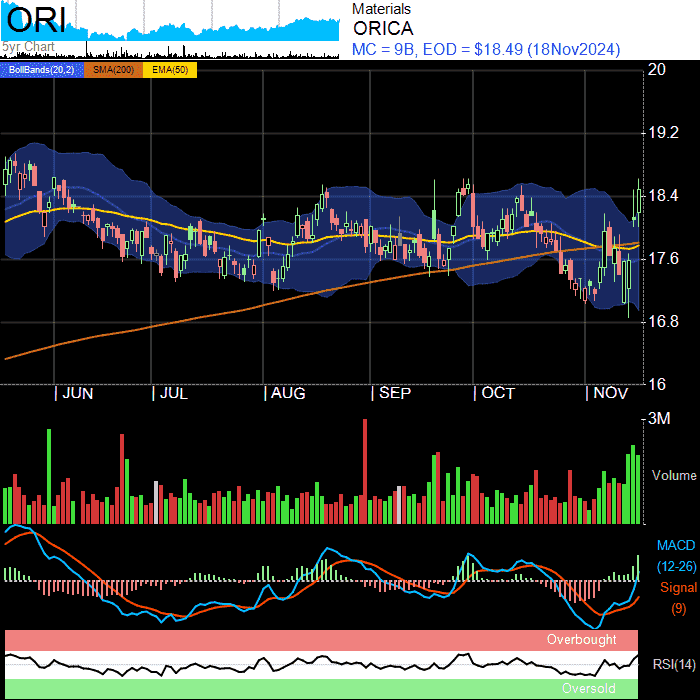 ORI
5yr Chart
Materials
ORICA
MC = 9B, EOD = $18.49 (18Nov2024)
BollBands(20,2) SMA(200) EMA(50)
20
19.2
18.4
17.6
16.8
16
JUN JUL AUG SEP OCT NOV
3M
Volume
MACD
(12-26)
Signal
(9)
Overbought
RSI(14)
Oversold